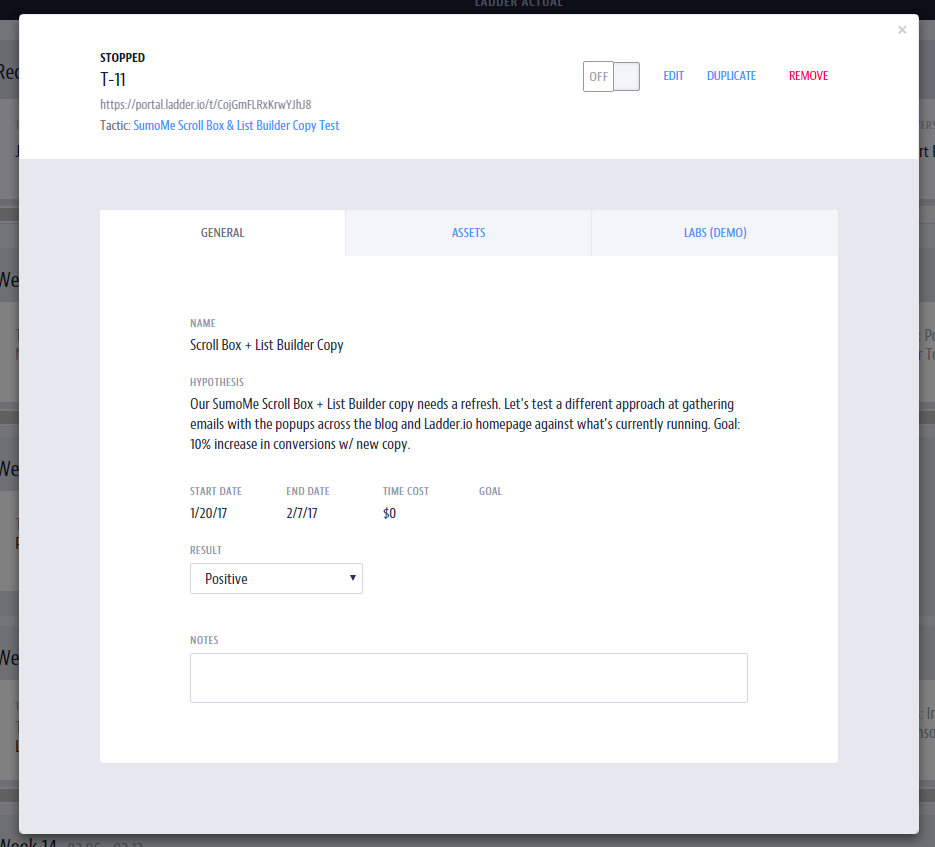 LADDER ACTUAL
×
STOPPED
T-11
OFF
EDIT
DUPLICATE
REMOVE
https://portal.ladder.io/t/CojGmFLRxKrwYJhJ8
Tactic: SumoMe Scroll Box & List Builder Copy Test
GENERAL
ASSETS
LABS (DEMO)
NAME
Scroll Box + List Builder Copy
HYPOTHESIS
Our SumoMe Scroll Box + List Builder copy needs a refresh. Let's test a different approach at gathering
emails with the popups across the blog and Ladder.io homepage against what's currently running. Goal:
10% increase in conversions w/ new copy.
START DATE
END DATE
TIME COST
GOAL
1/20/17
2/7/17
$0
RESULT
Positive
NOTES
Week 14